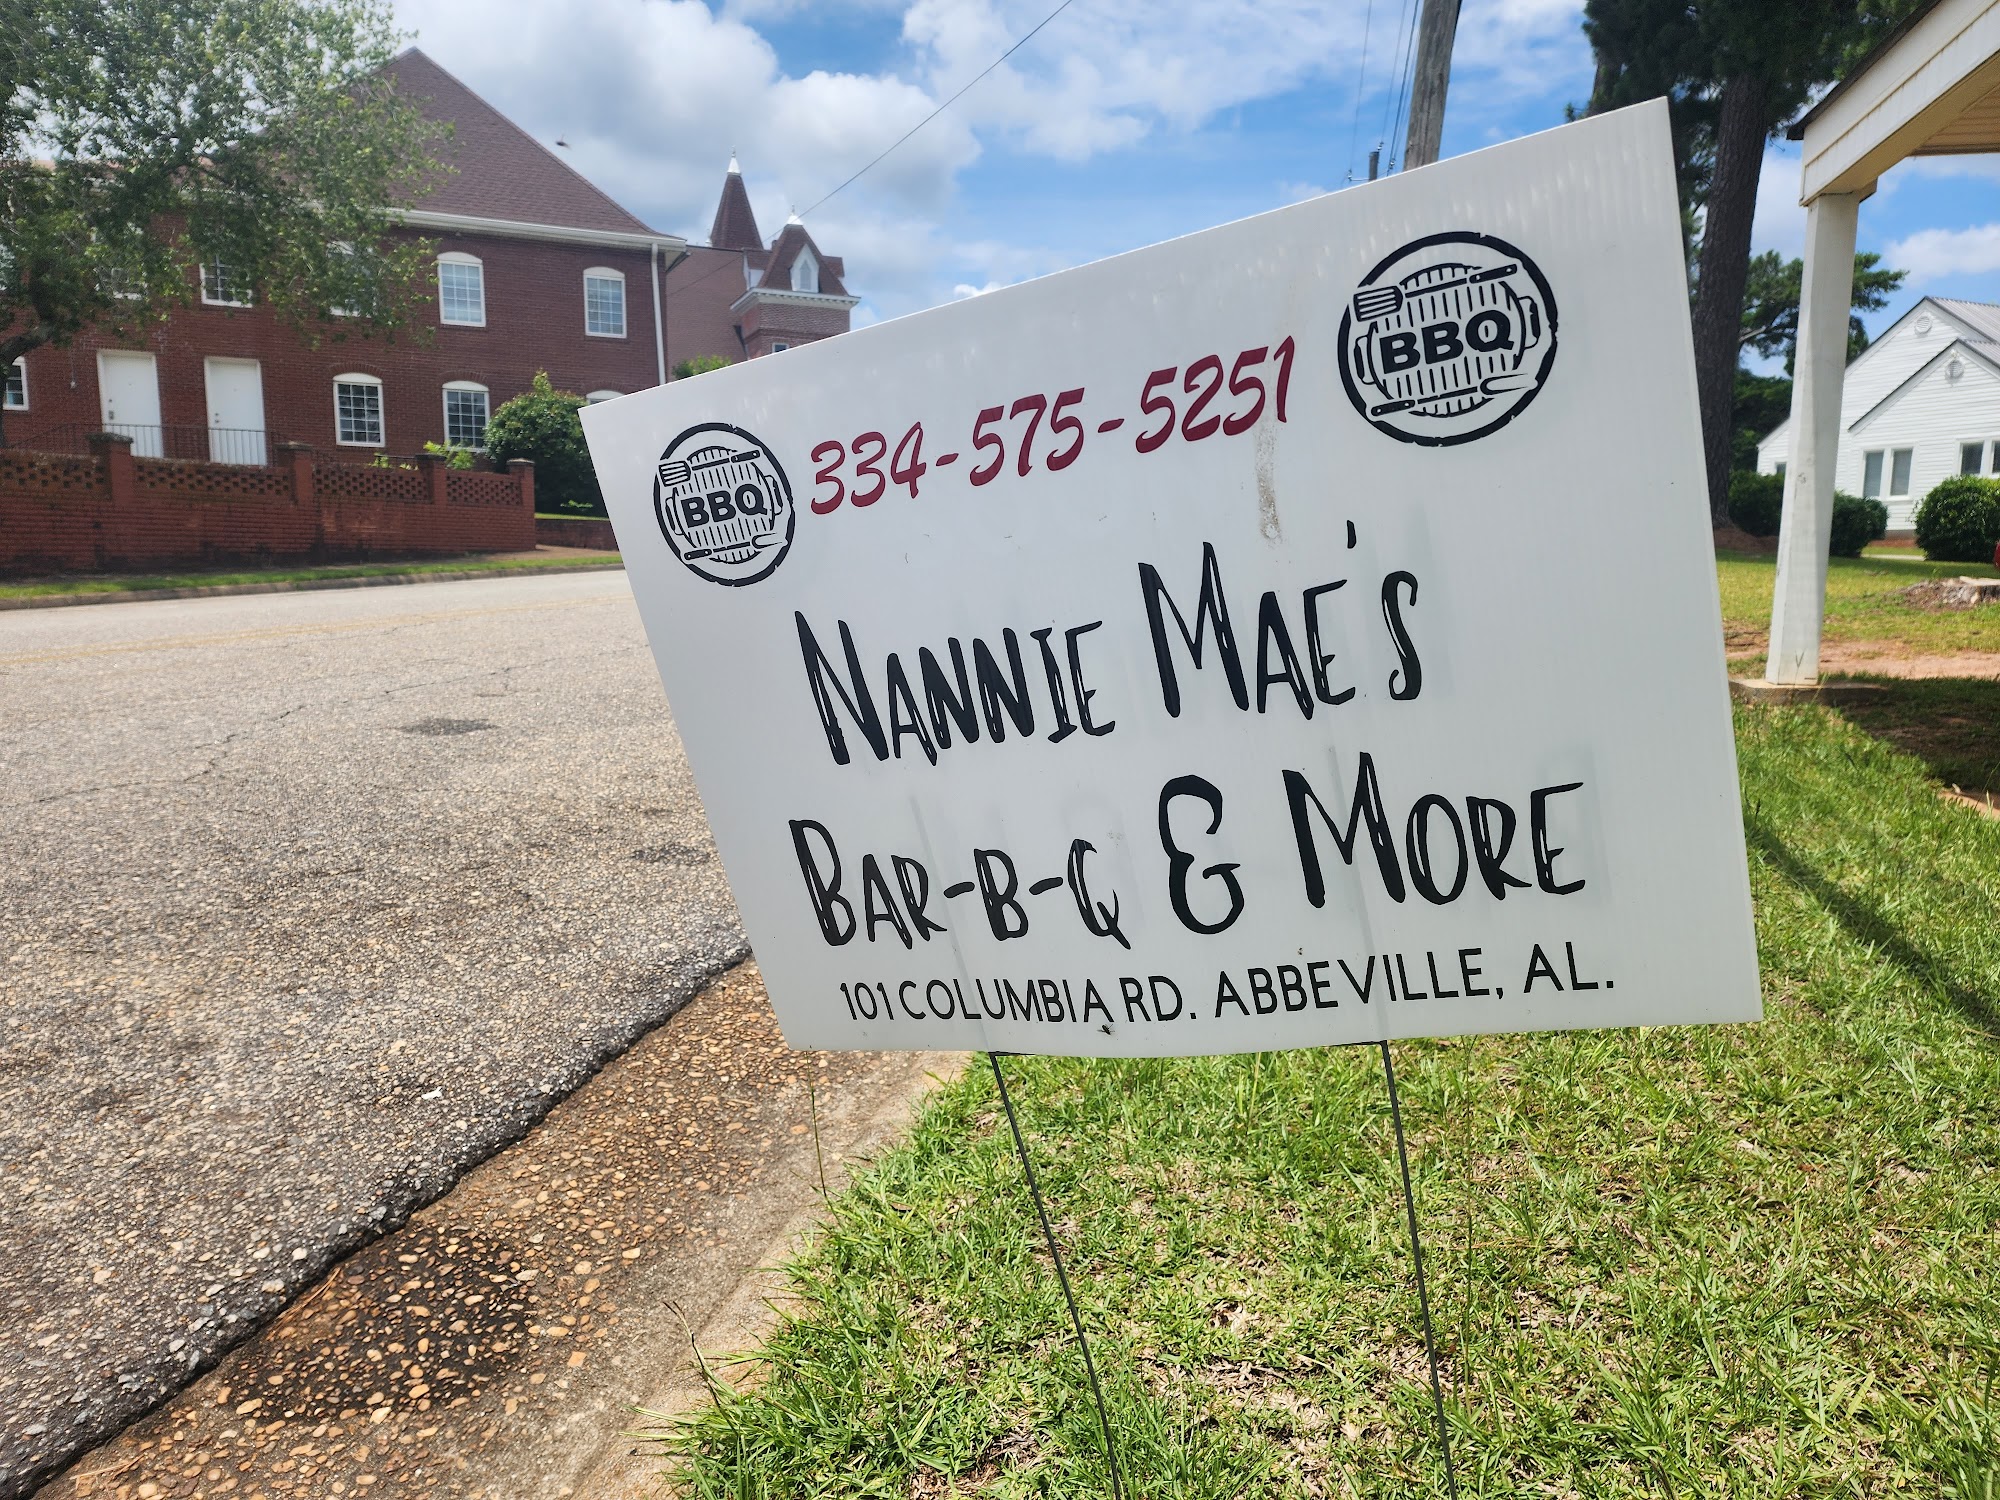 BBQ 334-575-5251 BBQ
NANNIE MAE'S
BAR-B-Q & MORE
101 COLUMBIA RD. ABBEVILLE, AL.